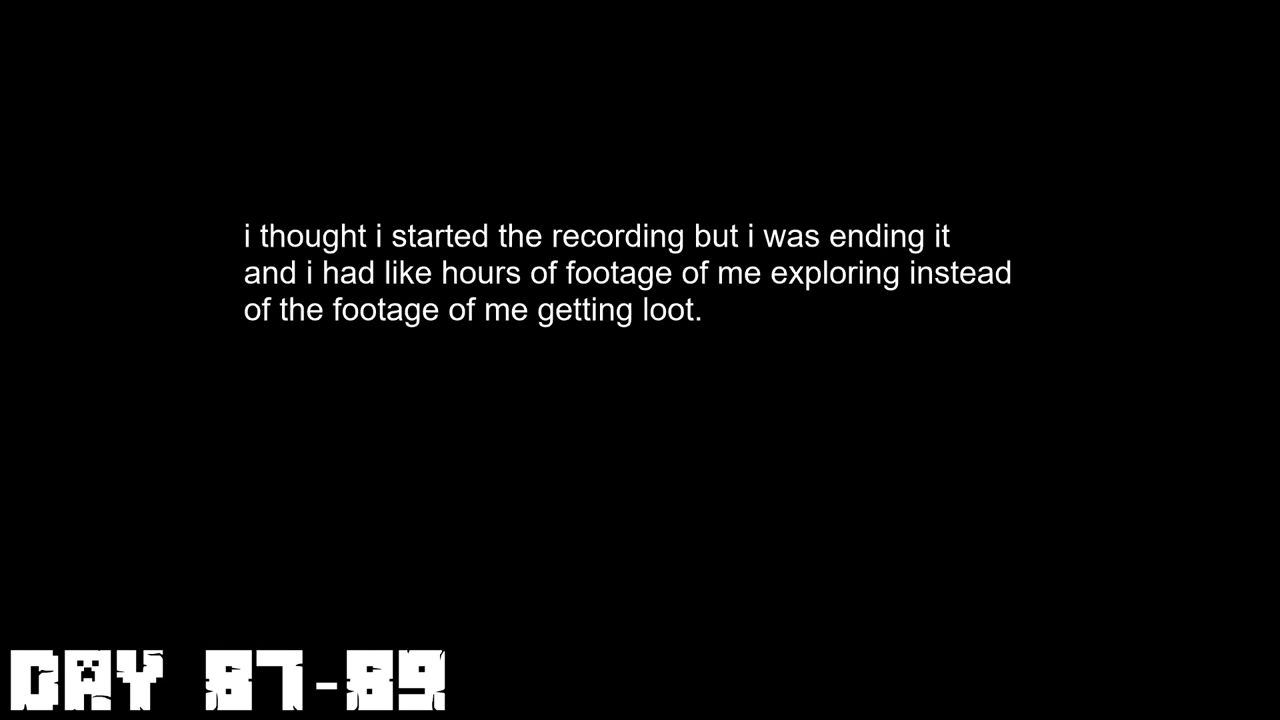 i thought i started the recording but i was ending it
and i had like hours of footage of me exploring instead
of the footage of me getting loot.
DAY 87-89